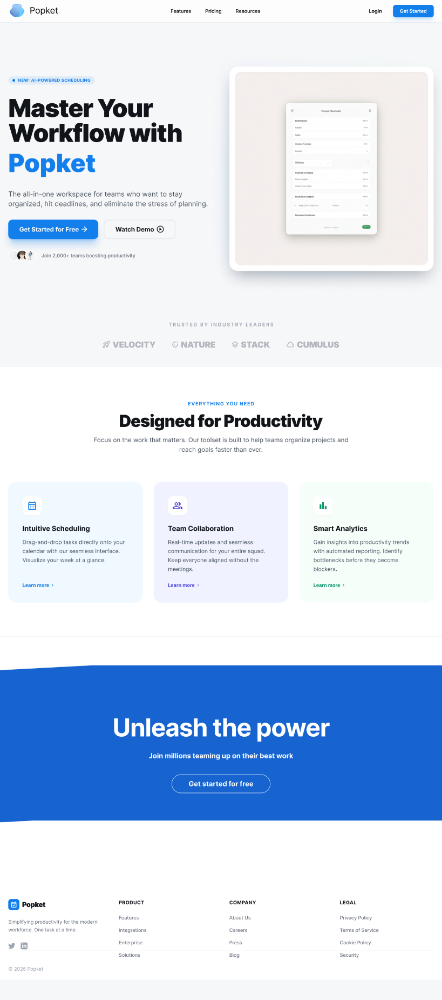 Popket
Features Pricing Resources
Login
Get Started
NEW: AI-POWERED SCHEDULING
Master Your
Workflow with
Popket
The all-in-one workspace for teams who want to stay
organized, hit deadlines, and eliminate the stress of planning.
Get Started for Free
Watch Demo
Join 2,000+ teams boosting productivity
TRUSTED BY INDUSTRY LEADERS
VELOCITY NATURE STACK CUMULUS
EVERYTHING YOU NEED
Designed for Productivity
Focus on the work that matters. Our toolset is built to help teams organize projects and
reach goals faster than ever.
Intuitive Scheduling
Drag-and-drop tasks directly onto your
calendar with our seamless interface.
Visualize your week at a glance.
Learn more
Team Collaboration
Real-time updates and seamless
communication for your entire squad.
Keep everyone aligned without the
meetings.
Learn more
Smart Analytics
Gain insights into productivity trends
with automated reporting. Identify
bottlenecks before they become
blockers.
Learn more
Unleash the power
Join millions teaming up on their best work
Get started for free
Popket
Simplifying productivity for the modern
workforce. One task at a time.
PRODUCT
Features
Integrations
Enterprise
Solutions
COMPANY
About Us
Careers
Press
Blog
LEGAL
Privacy Policy
Terms of Service
Cookie Policy
Security
© 2026 Popket